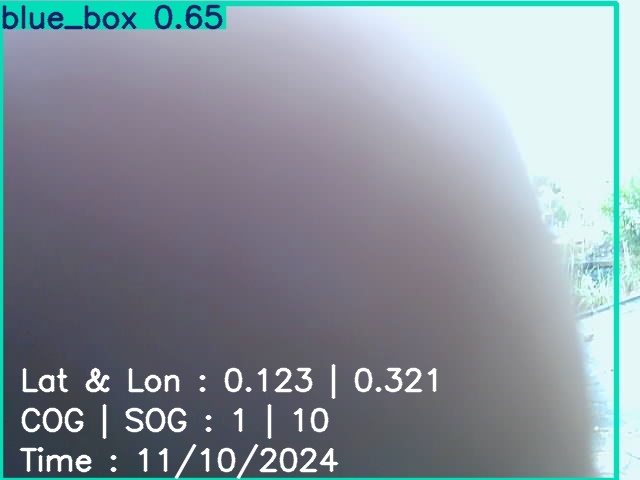 blue_box 0.65
Lat & Lon : 0.123 | 0.321
COG | SOG : 1 | 10
Time : 11/10/2024